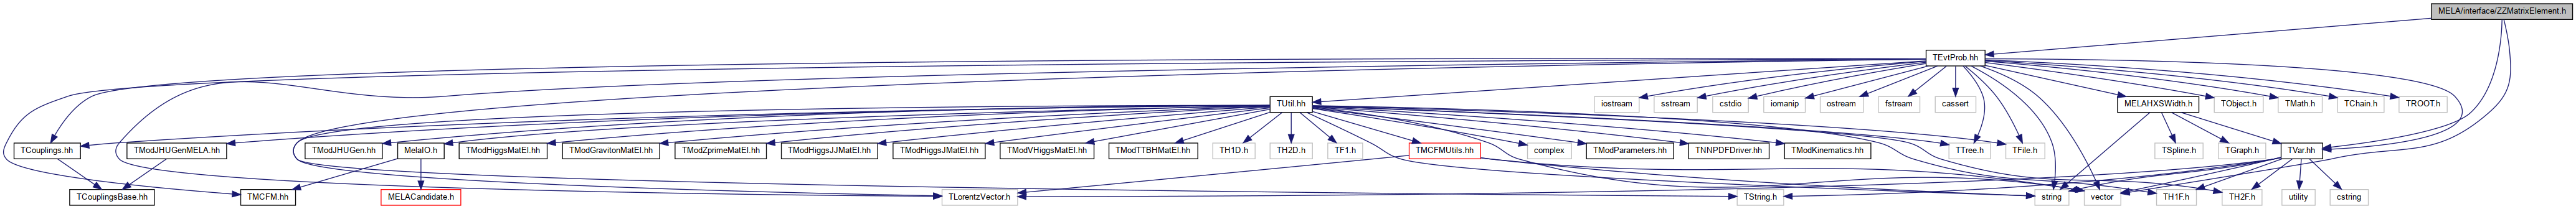 MELA/interface/ZZMatrixElement.h
TEvtProb.hh
TUtil.hh
iostream
sstream
cstdio
iomanip
ostream
fstream
cassert
MELAHXSWidth.h
TObject.h
TMath.h
TChain.h
TROOT.h
TCouplings.hh
TModJHUGenMELA.hh
TModJHUGen.hh
MelaIO.h
TModHiggsMatEl.hh
TModGravitonMatEl.hh
TModZprimeMatEl.hh
TModHiggsJJMatEl.hh
TModHiggsJMatEl.hh
TModVHiggsMatEl.hh
TModTTBHMatEl.hh
TH1D.h
TH2D.h
TF1.h
TMCFMUtils.hh
complex
TModParameters.hh
TNNPDFDriver.hh
TModKinematics.hh
TTree.h
TFile.h
TSpline.h
TGraph.h
TVar.hh
TCouplingsBase.hh
TMCFM.hh
MELACandidate.h
TLorentzVector.h
TString.h
string
vector
TH1F.h
TH2F.h
utility
cstring